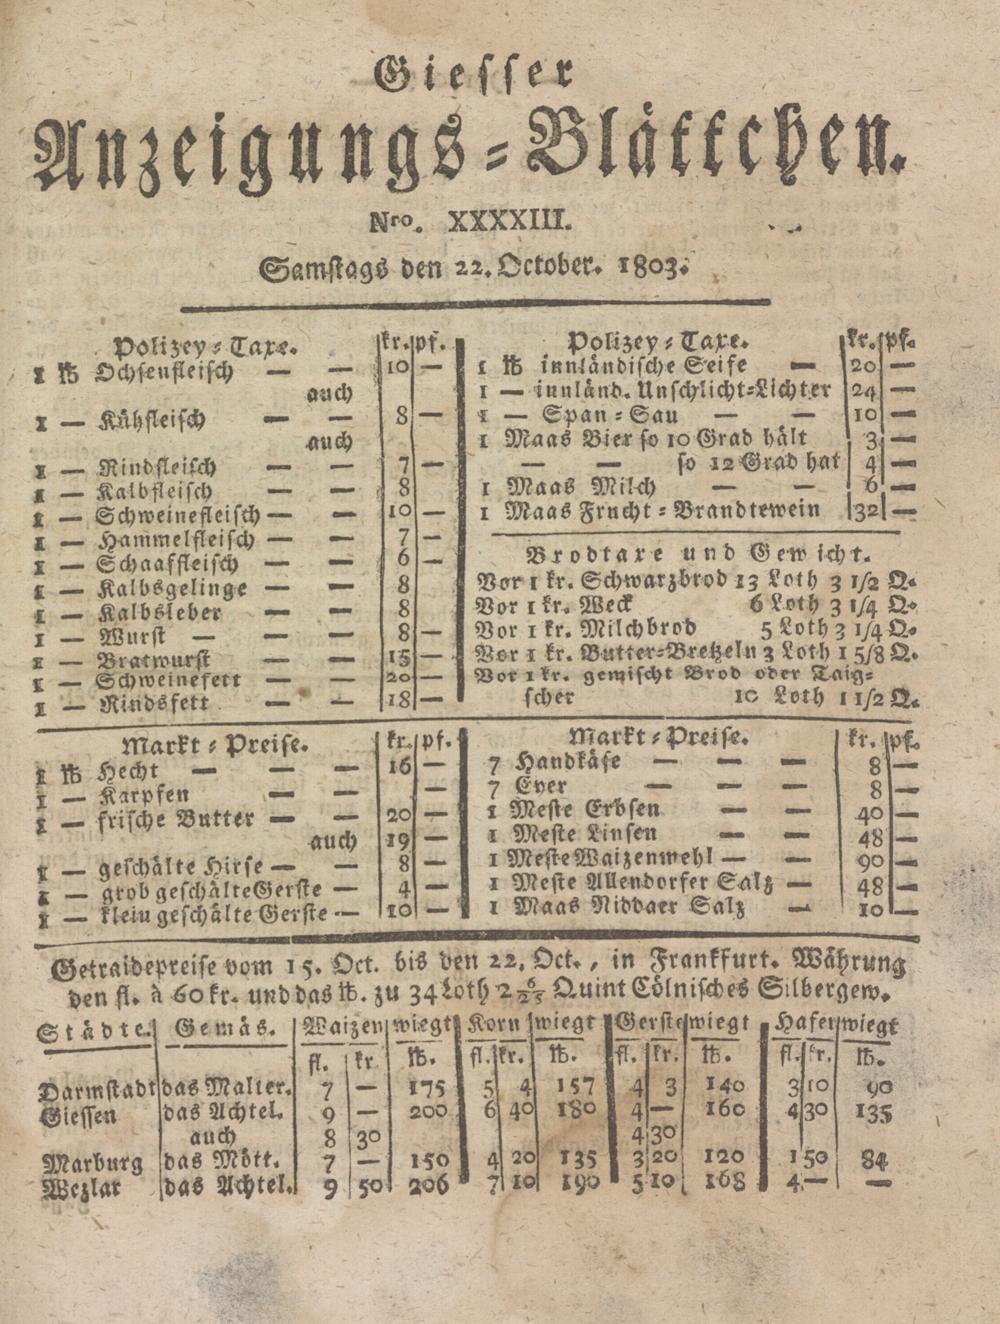 Giesser
Anzeigungs-Blättchen.
Nro. XXXXIII.
Samstags den 22. October. 1803.
Polizey-Taxe. kr. pf.
1 ℔ Ochsenfleisch — — 10 —
auch
1 — Kühfleisch — — 8 —
auch
1 — Rindfleisch — — 7 —
1 — Kalbfleisch — — 8
1 — Schweinefleisch — — 10 —
1 — Hammelfleisch — — 7 —
1 — Schaaffleisch — — 6 —
1 — Kalbsgelinge — — 8
1 — Kalbsleber — — 8
1 — Wurst — — — 8 —
1 — Bratwurst — — 15 —
1 — Schweinefett — — 20 —
1 — Rindsfett — — 18 —
Polizey-Taxe. kr. pf.
1 ℔ innländische Seife — 20 —
1 — innländ. Unschlicht-Lichter 24 —
1 — Span-Sau — — 10 —
1 Maas Bier so 10 Grad hält 3 —
— — so 12 Grad hat 4 —
1 Maas Milch — — 6 —
1 Maas Frucht-Brandtewein 32 —
Brodtaxe und Gewicht.
Vor 1 kr. Schwarzbrod 13 Loth 3 1/2 Q.
Vor 1 kr. Weck 6 Loth 3 1/4 Q.
Vor 1 kr. Milchbrod 5 Loth 3 1/4 Q.
Vor 1 kr. Butter-Bretzeln 3 Loth 1 5/8 Q.
Vor 1 kr. gemischt Brod oder Taig-
scher 10 Loth 1 1/2 Q.
Markt-Preise. kr. pf.
1 ℔ Hecht — — — 16 —
1 — Karpfen — — —
1 — frische Butter — — 20 —
auch 19 —
1 — geschälte Hirse — — 8 —
1 — grob geschälte Gerste — 4 —
1 — klein geschälte Gerste — 10 —
Markt-Preise. kr. pf.
7 Handkäse — — — 8 —
7 Eyer — — — 8 —
1 Meste Erbsen — — 40 —
1 Meste Linsen — — 48 —
1 Meste Waizenmehl — — 90 —
1 Meste Allendorfer Salz — 48 —
1 Maas Niddaer Salz — 10 —
Getraidepreise vom 15. Oct. bis den 22. Oct., in Frankfurt. Währung
den fl. à 60 kr. und das ℔. zu 34 Loth 2 6/25 Quint Cölnisches Silbergew.
Städte. Gemäs. Waizen wiegt Korn wiegt Gerste wiegt Hafer wiegt
fl. kr. ℔. fl. kr. ℔. fl. kr. ℔. fl. kr. ℔.
Darmstadt das Malter. 7 — 175 5 4 157 4 3 140 3 10 90
Giessen das Achtel. 9 — 200 6 40 180 4 — 160 4 30 135
auch 8 30 4 30
Marburg das Mött. 7 — 150 4 20 135 3 20 120 1 50 84
Wezlar das Achtel. 9 50 206 7 10 190 5 10 168 4 — —